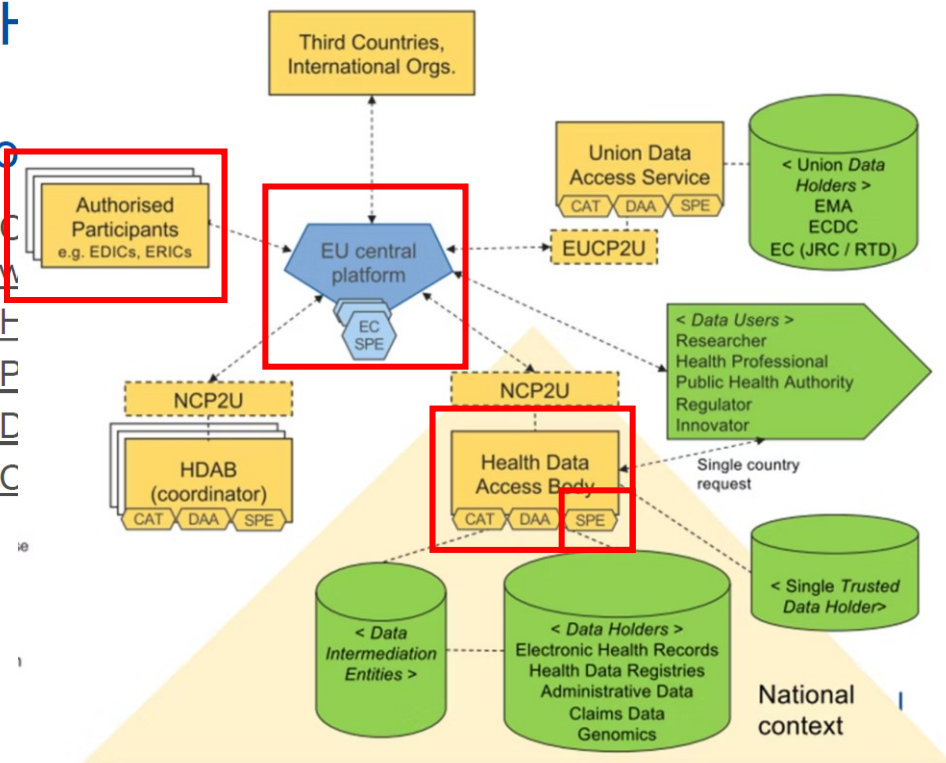 Third Countries,
International Orgs.
Union Data
Access Service
CAT DAA SPE
EUCP2U
< Union Data
Holders >
EMA
ECDC
EC (JRC / RTD)
Authorised
Participants
e.g. EDICs, ERICs
EU central
platform
EC
SPE
< Data Users >
Researcher
Health Professional
Public Health Authority
Regulator
Innovator
NCP2U
HDAB
(coordinator)
CAT DAA SPE
NCP2U
Health Data
Access Body
CAT DAA SPE
Single country
request
< Single Trusted
Data Holder>
< Data
Intermediation
Entities >
< Data Holders >
Electronic Health Records
Health Data Registries
Administrative Data
Claims Data
Genomics
National
context